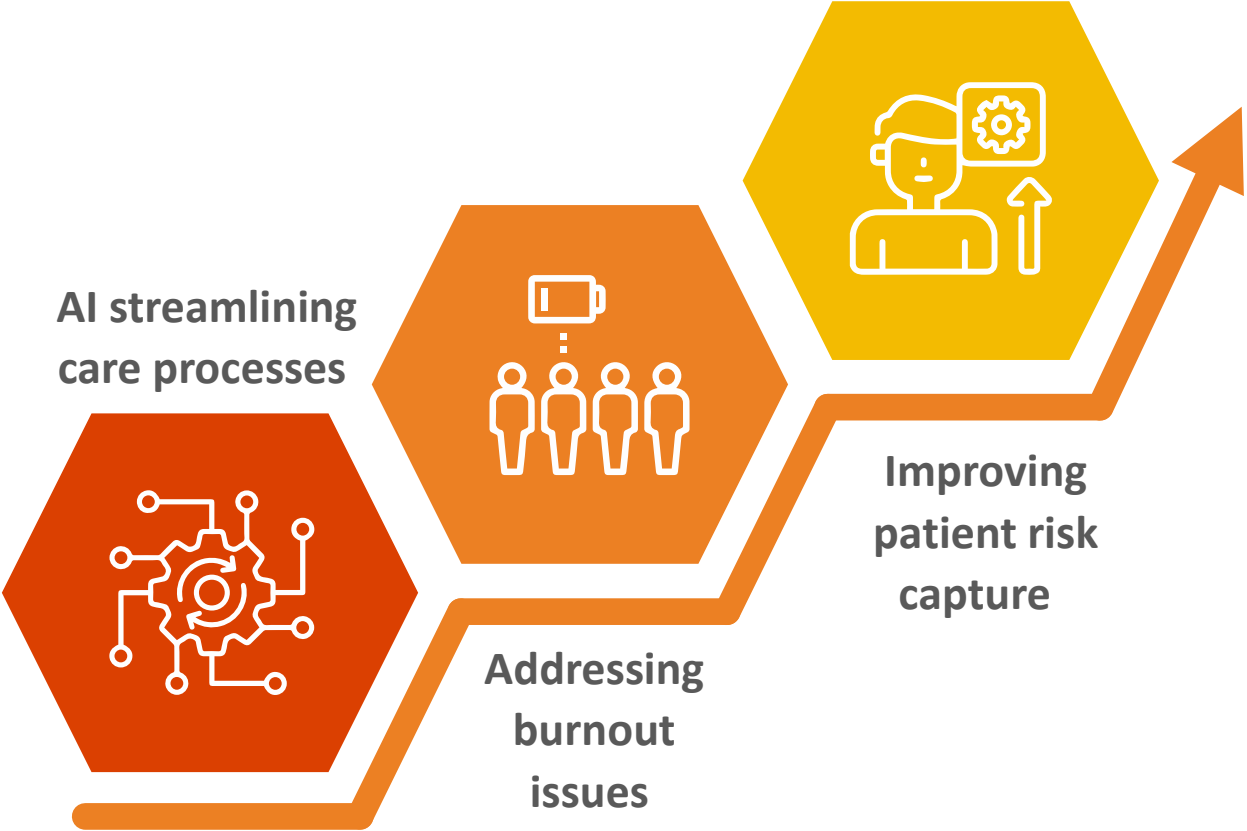 AI streamlining
care processes
Addressing
burnout
issues
Improving
patient risk
capture